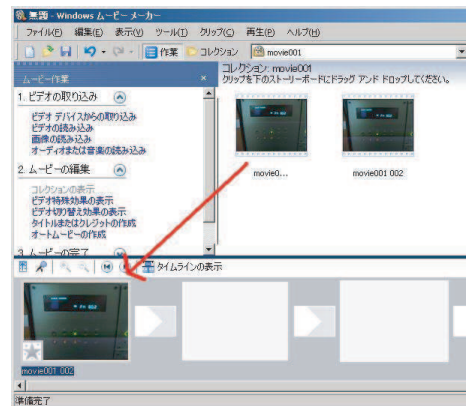 無題 - Windows ムービー メーカー
ファイル(F) 編集(E) 表示(V) ツール(T) クリップ(C) 再生(P) ヘルプ(H)
作業 コレクション movie001
ムービー作業 ×
コレクション: movie001
クリップを下のストーリーボードにドラッグ アンド ドロップしてください。
1. ビデオの取り込み
ビデオ デバイスからの取り込み
ビデオの読み込み
画像の読み込み
オーディオまたは音楽の読み込み
2. ムービーの編集
コレクションの表示
ビデオ特殊効果の表示
ビデオ切り替え効果の表示
タイトルまたはクレジットの作成
オートムービーの作成
3. ムービーの完了
movie0...
movie001 002
タイムラインの表示
movie001 002
準備完了